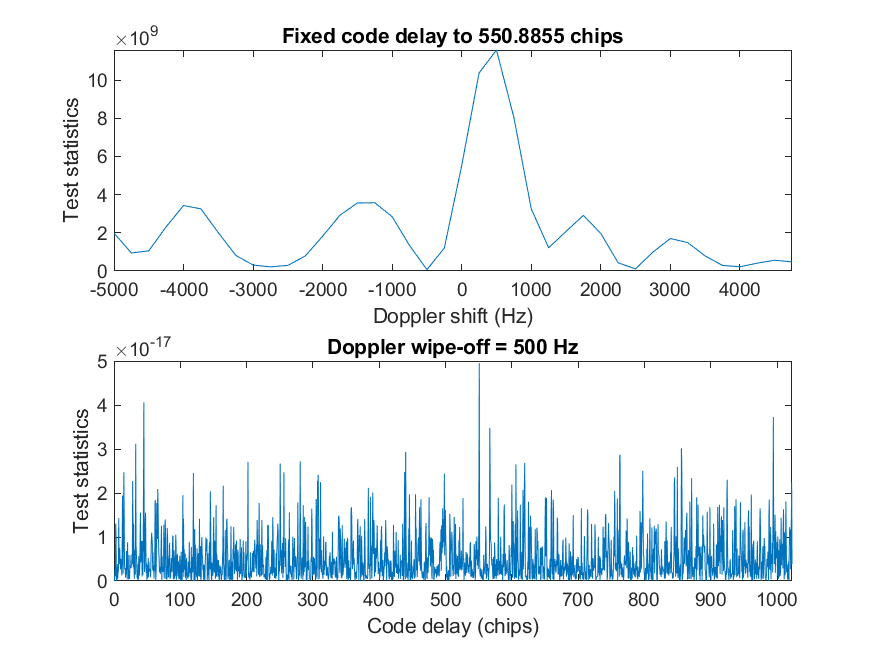 Fixed code delay to 550.8855 chips
×10^9
10
8
6
4
2
0
Test statistics
-5000 -4000 -3000 -2000 -1000 0 1000 2000 3000 4000
Doppler shift (Hz)
Doppler wipe-off = 500 Hz
×10^-17
5
4
3
2
1
0
Test statistics
0 100 200 300 400 500 600 700 800 900 1000
Code delay (chips)